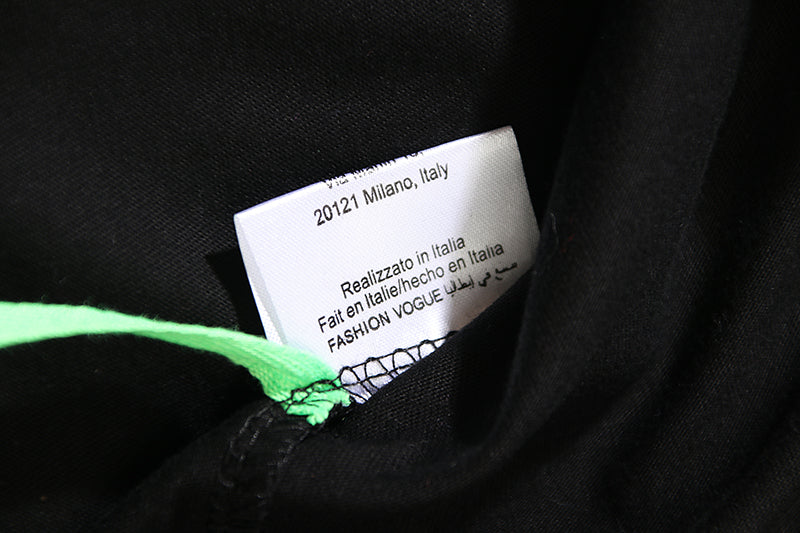 20121 Milano, Italy
Realizzato in Italia
Fait en Italie/hecho en Italia
FASHION VOGUE صنع في إيطاليا